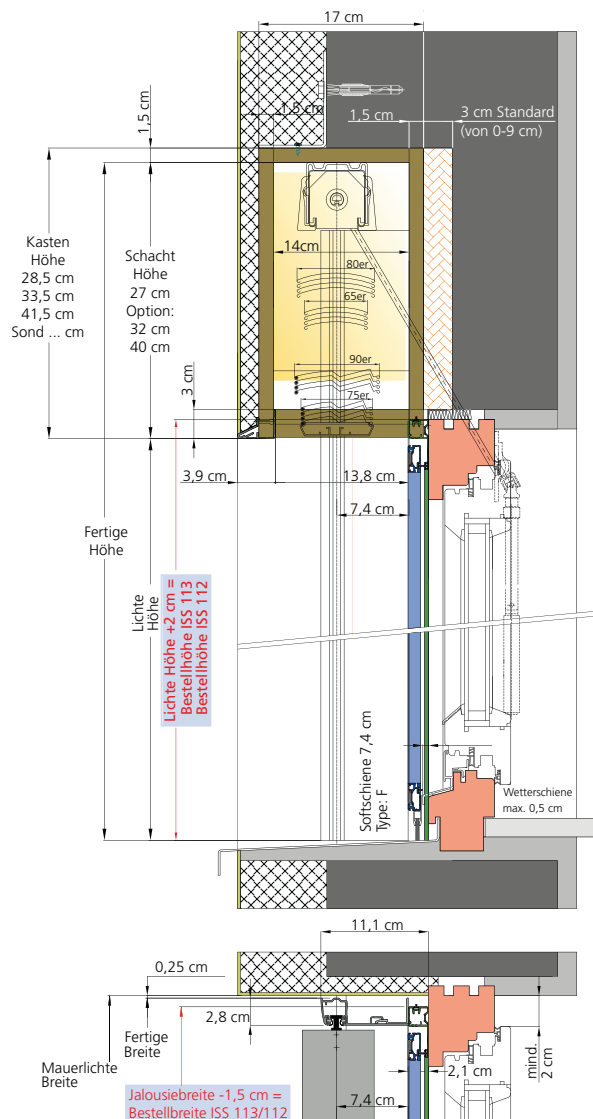 17 cm
1,5 cm
1,5 cm
1,5 cm
3 cm Standard
(von 0-9 cm)
Kasten
Höhe
28,5 cm
33,5 cm
41,5 cm
Sond ... cm
Schacht
Höhe
27 cm
Option:
32 cm
40 cm
14cm
80er
65er
90er
75er
3 cm
3,9 cm
13,8 cm
7,4 cm
Fertige
Höhe
Lichte
Höhe
Lichte Höhe +2 cm =
Bestellhöhe ISS 113
Bestellhöhe ISS 112
Softschiene 7,4 cm
Type: F
Wetterschiene
max. 0,5 cm
11,1 cm
0,25 cm
2,8 cm
Fertige
Breite
Mauerlichte
Breite
mind.
2 cm
2,1 cm
Jalousiebreite -1,5 cm =
Bestellbreite ISS 113/112
7,4 cm